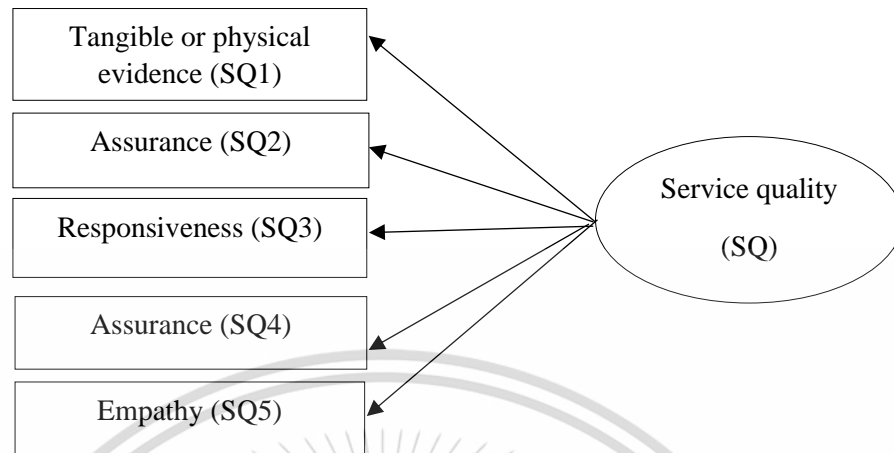 Tangible or physical
evidence (SQ1)
Assurance (SQ2)
Responsiveness (SQ3)
Assurance (SQ4)
Empathy (SQ5)
Service quality
(SQ)